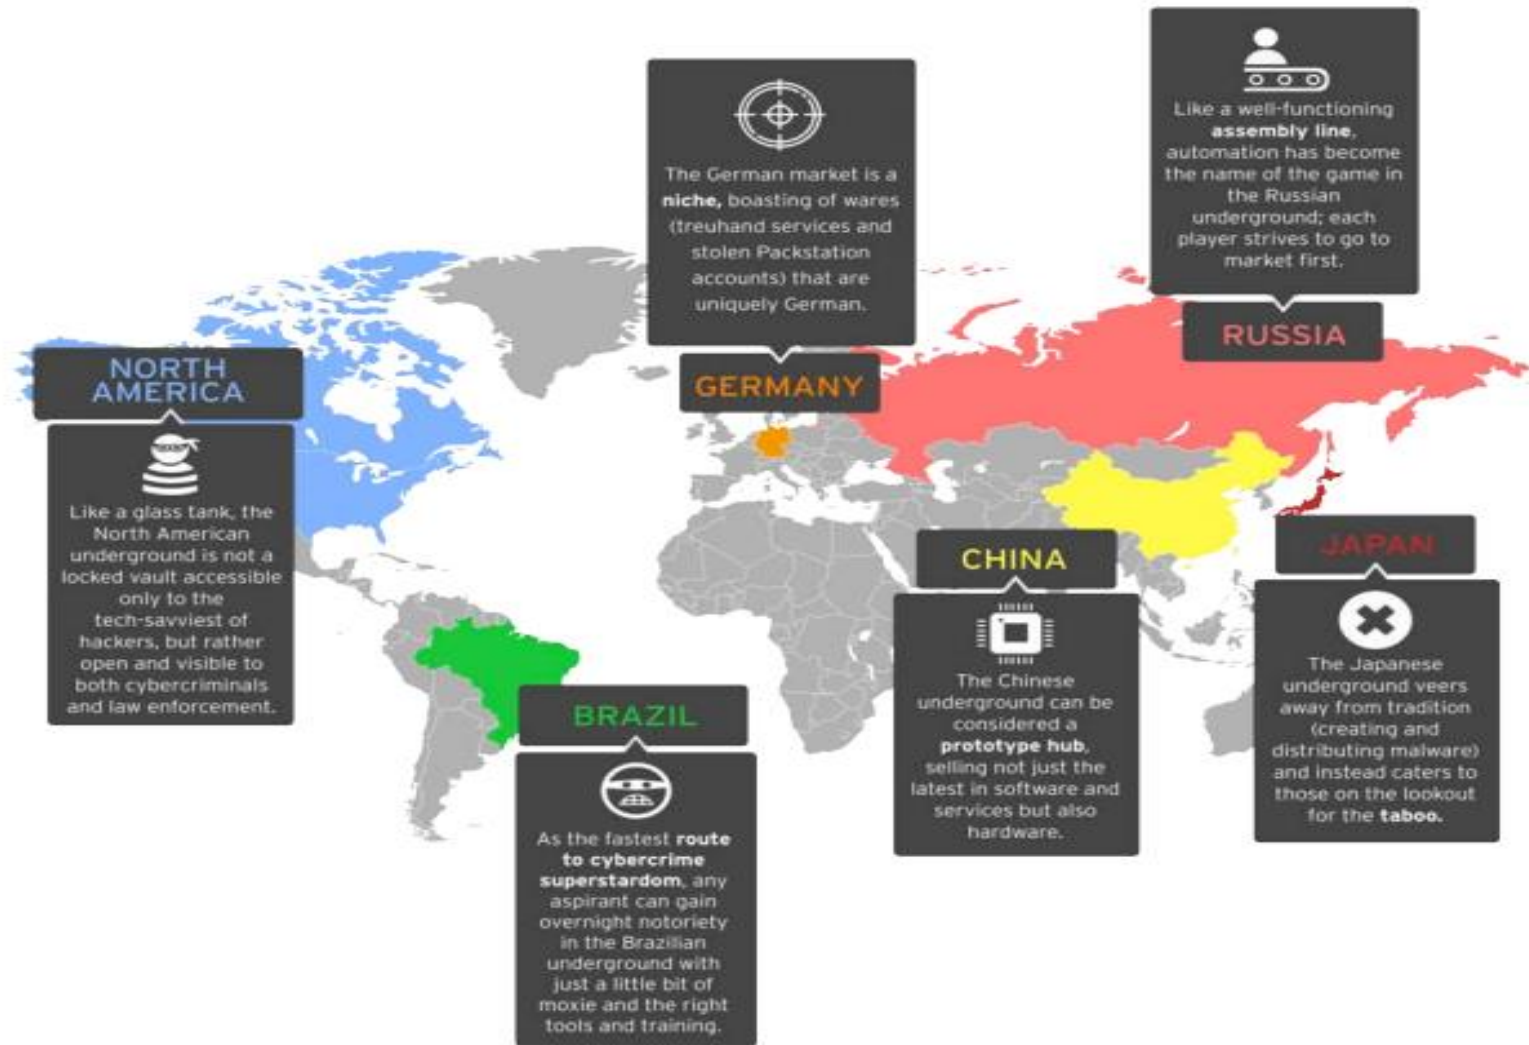 Like a well-functioning
assembly line,
automation has become
the name of the game in
the Russian
underground; each
player strives to go to
market first.
RUSSIA
The German market is a
niche, boasting of wares
(treuhand services and
stolen Packstation
accounts) that are
uniquely German.
GERMANY
NORTH
AMERICA
Like a glass tank, the
North American
underground is not a
locked vault accessible
only to the
tech-savviest of
hackers, but rather
open and visible to
both cybercriminals
and law enforcement.
BRAZIL
As the fastest route
to cybercrime
superstardom, any
aspirant can gain
overnight notoriety
in the Brazilian
underground with
just a little bit of
moxie and the right
tools and training.
CHINA
The Chinese
underground can be
considered a
prototype hub,
selling not just the
latest in software and
services but also
hardware.
JAPAN
The Japanese
underground veers
away from tradition
(creating and
distributing malware)
and instead caters to
those on the lookout
for the taboo.